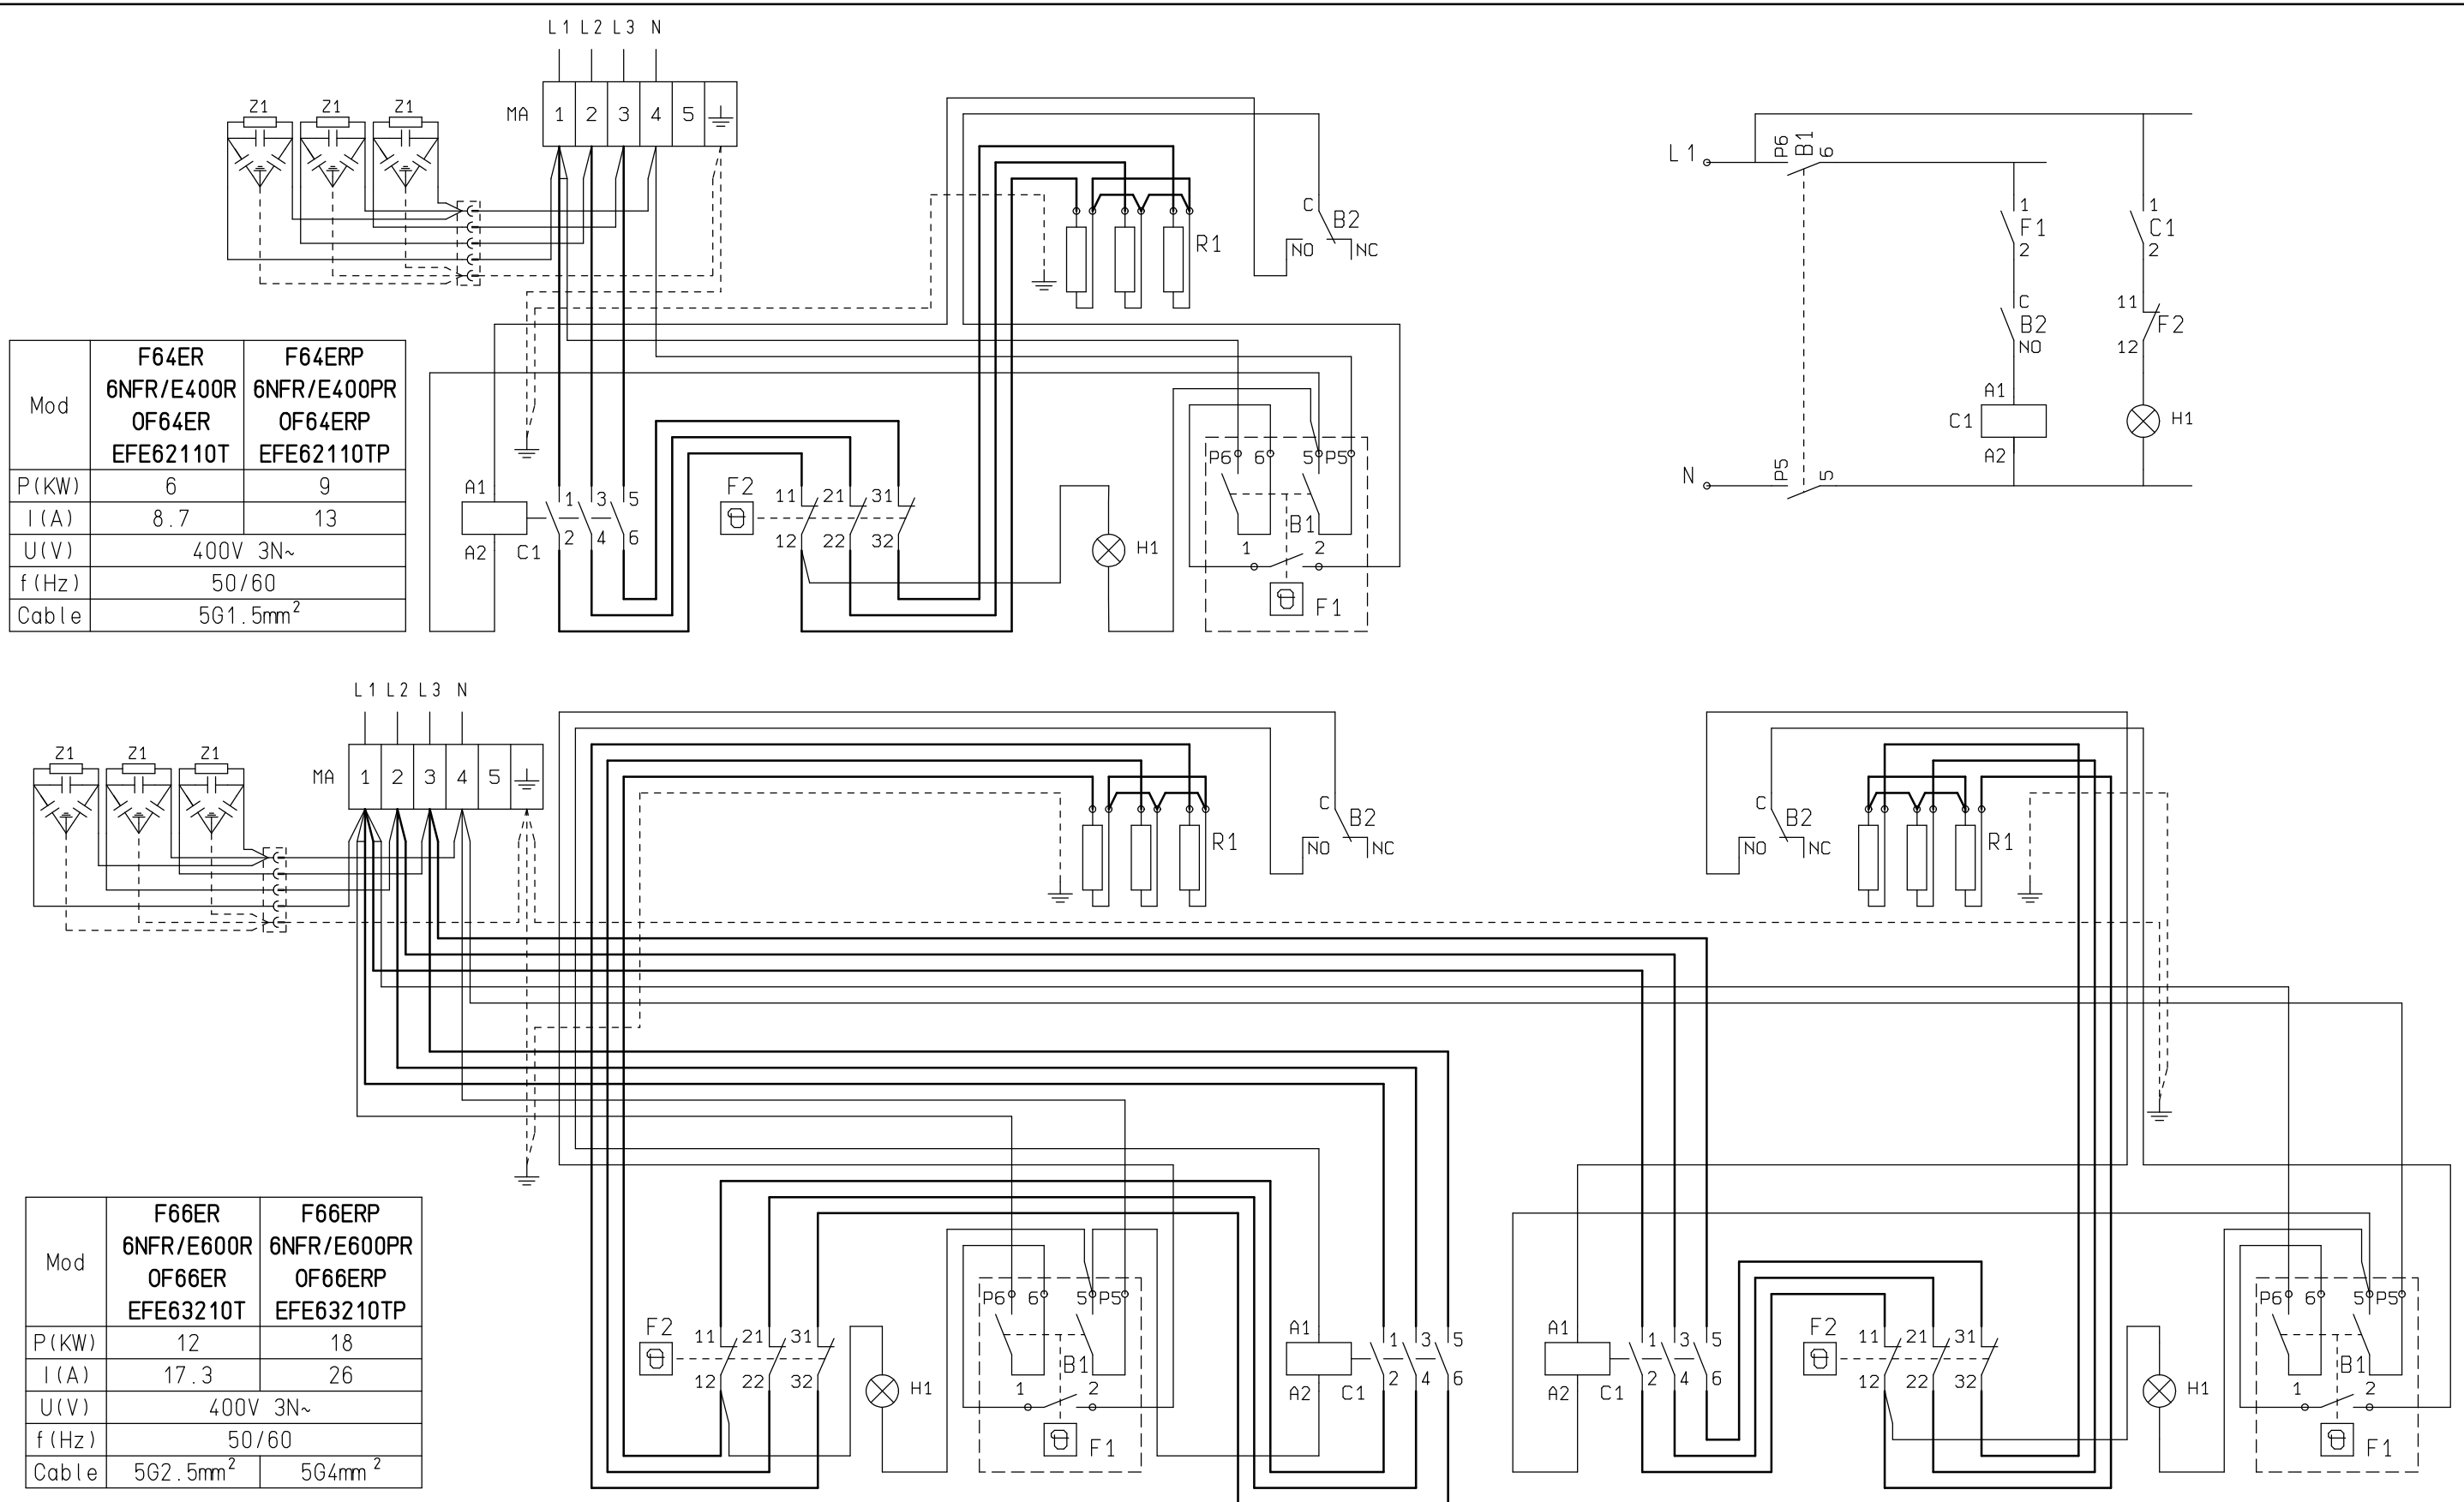 L1 L2 L3 N
Z1 Z1 Z1
MA 1 2 3 4 5
C B2
NO NC
R1
L1 P6 B1 6
1 F1 2
1 C1 2
C B2 NO
11 F2 12
A1 C1 A2
H1
N P5 5
Mod
F64ER
6NFR/E400R
OF64ER
EFE62110T
F64ERP
6NFR/E400PR
OF64ERP
EFE62110TP
P(KW) 6 9
I(A) 8.7 13
U(V) 400V 3N~
f(Hz) 50/60
Cable 5G1.5mm²
A1 1 3 5
A2 C1 2 4 6
F2 11 21 31
12 22 32
H1
P6 6 5 P5
B1
1 2
F1
L1 L2 L3 N
Z1 Z1 Z1
MA 1 2 3 4 5
R1
C B2
NO NC
C B2
NO NC
R1
Mod
F66ER
6NFR/E600R
OF66ER
EFE63210T
F66ERP
6NFR/E600PR
OF66ERP
EFE63210TP
P(KW) 12 18
I(A) 17.3 26
U(V) 400V 3N~
f(Hz) 50/60
Cable 5G2.5mm² 5G4mm²
F2 11 21 31
12 22 32
H1
P6 6 5 P5
B1
1 2
F1
A1 1 3 5
A2 C1 2 4 6
A1 1 3 5
A2 C1 2 4 6
F2 11 21 31
12 22 32
H1
P6 6 5 P5
B1
1 2
F1